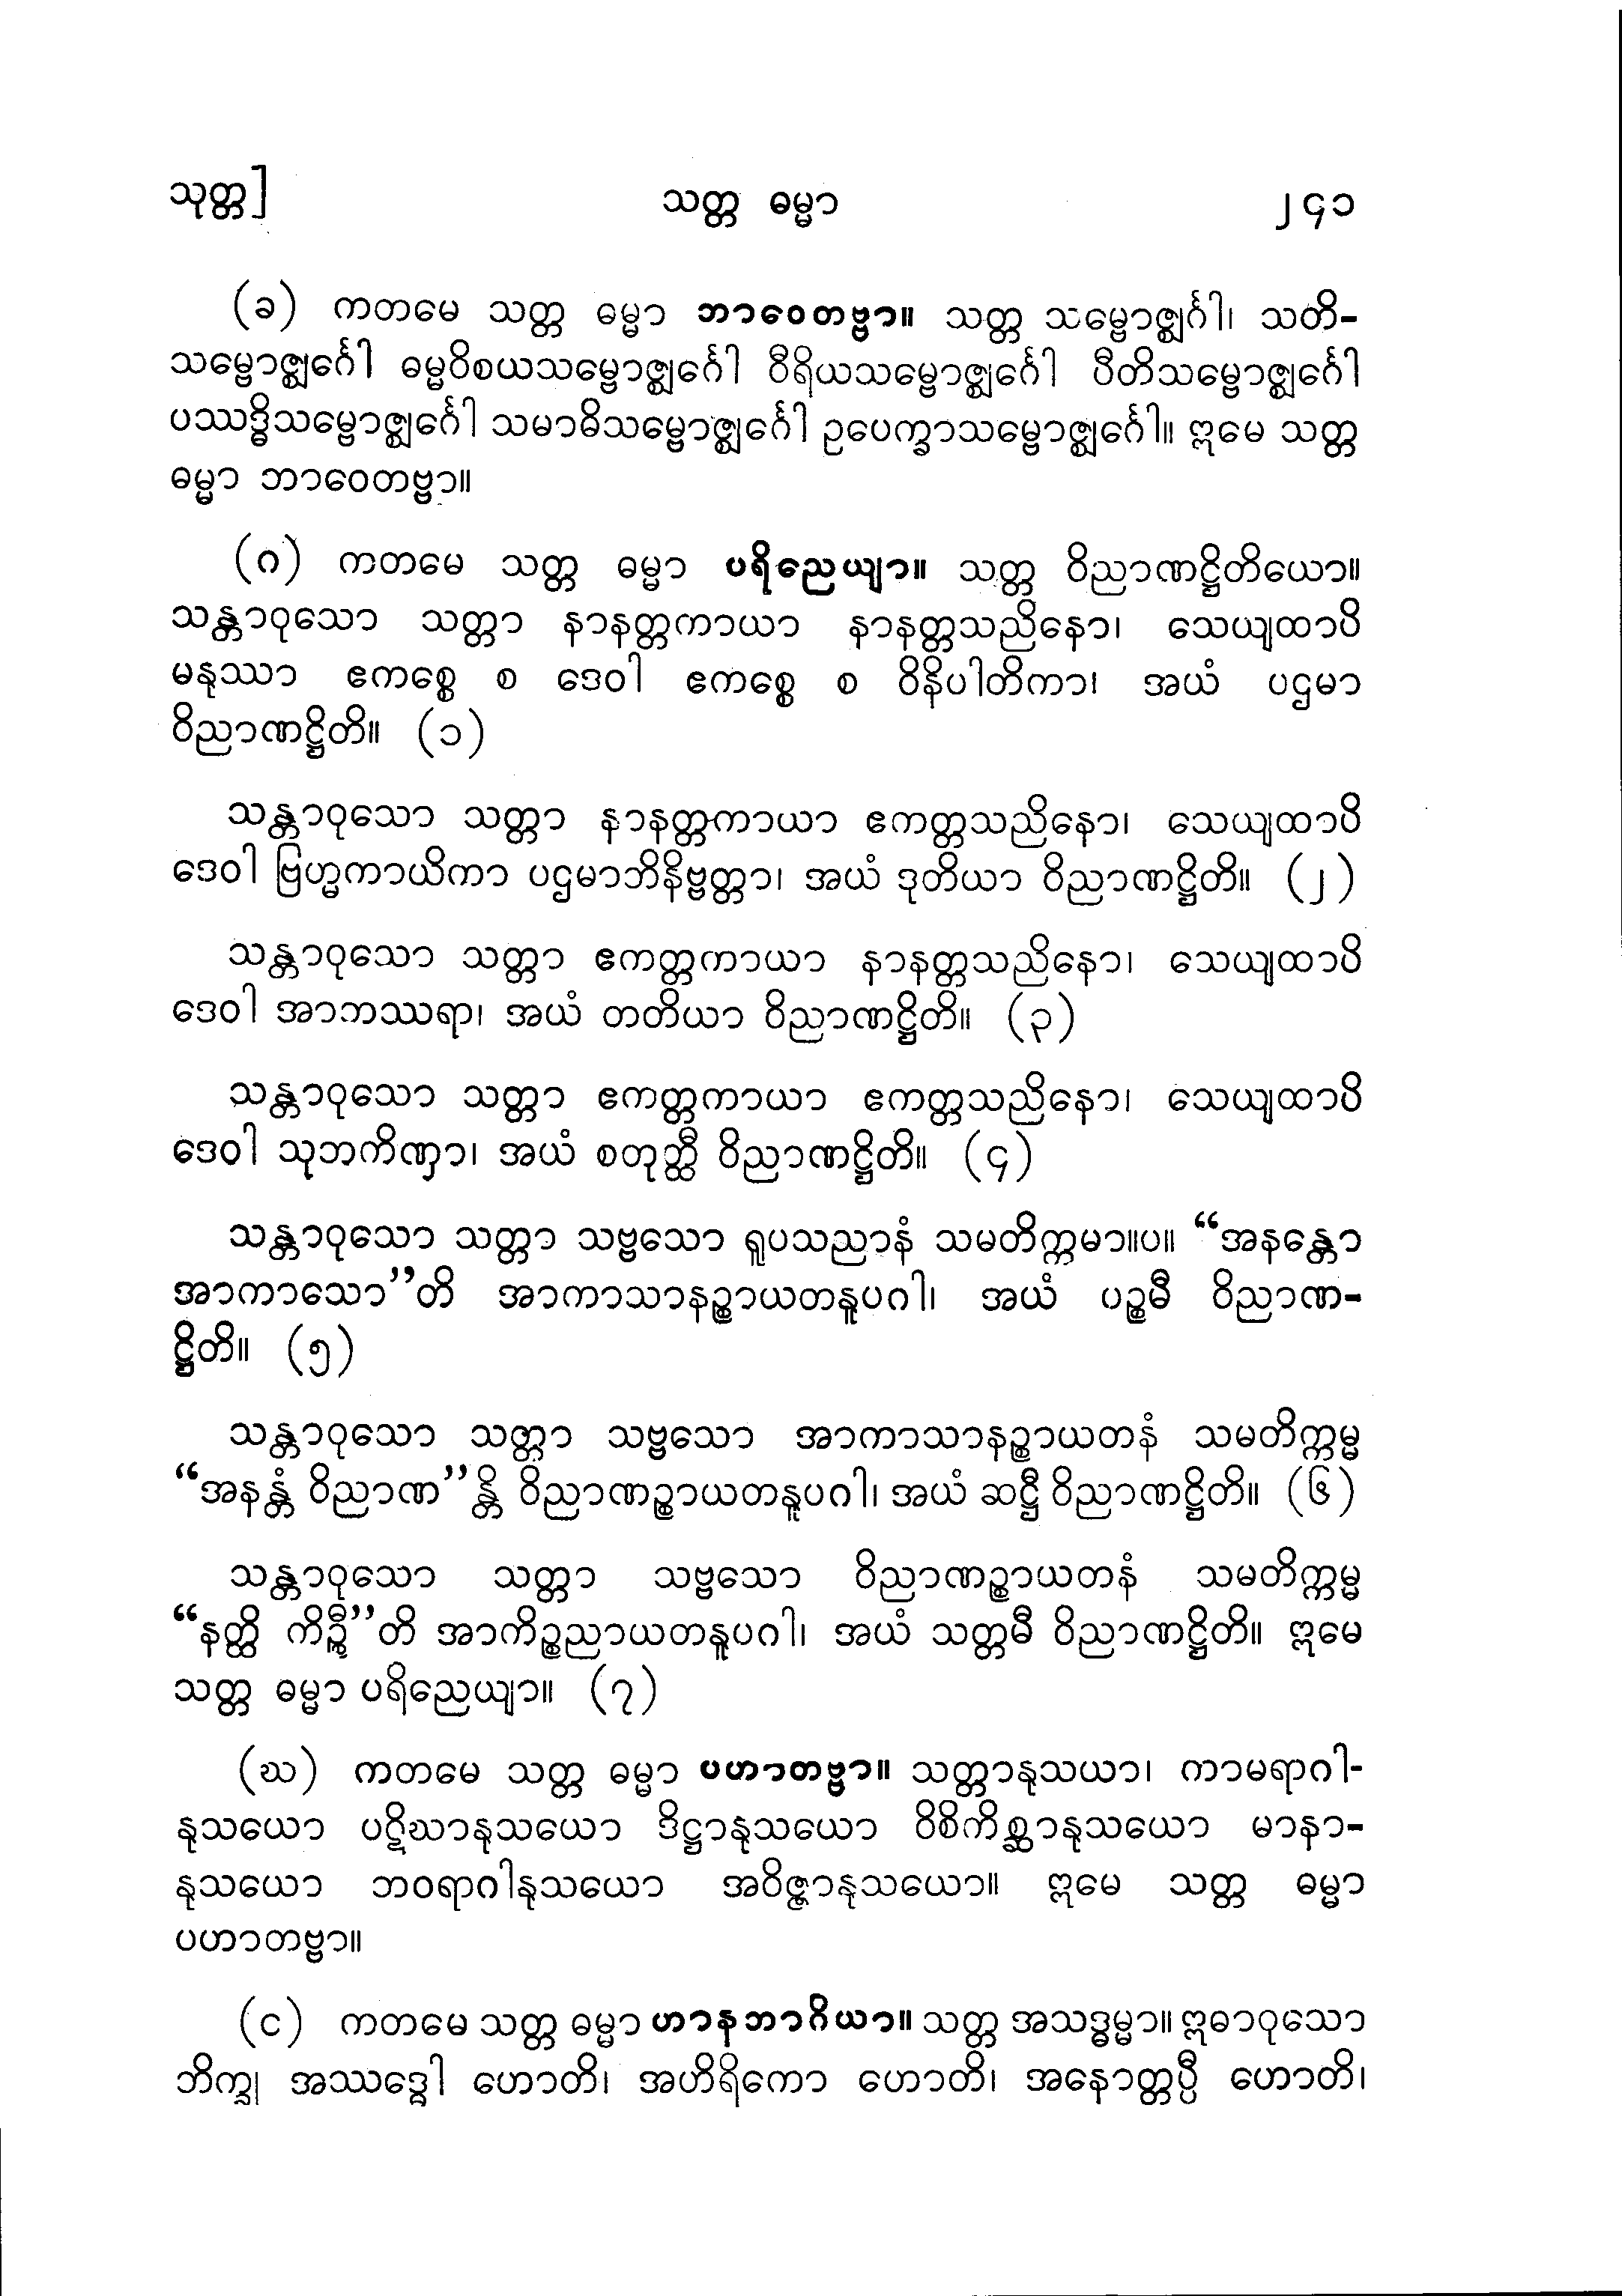 သုတ္တ]
သတ္တ ဓမ္မာ
၂၄၁
(ခ) ကတမေ သတ္တ ဓမ္မာ ဘာဝေတဗ္ဗာ။ သတ္တ သမ္ဗောဇ္ဈင်္ဂါ၊ သတိ-
သမ္ဗောဇ္ဈင်္ဂေါ ဓမ္မဝိစယသမ္ဗောဇ္ဈင်္ဂေါ ဝီရိယသမ္ဗောဇ္ဈင်္ဂေါ ပီတိသမ္ဗောဇ္ဈင်္ဂေါ
ပဿဒ္ဓိသမ္ဗောဇ္ဈင်္ဂေါ သမာဓိသမ္ဗောဇ္ဈင်္ဂေါ ဥပေက္ခာသမ္ဗောဇ္ဈင်္ဂေါ။ ဣမေ သတ္တ
ဓမ္မာ ဘာဝေတဗ္ဗာ။
(ဂ) ကတမေ သတ္တ ဓမ္မာ ပရိညေယျာ။ သတ္တ ဝိညာဏဋ္ဌိတိယော။
သန္တာဝုသော သတ္တာ နာနတ္တကာယာ နာနတ္တသညိနော၊ သေယျထာပိ
မနုဿာ ဧကစ္စေ စ ဒေဝါ ဧကစ္စေ စ ဝိနိပါတိကာ၊ အယံ ပဌမာ
ဝိညာဏဋ္ဌိတိ။ (၁)
သန္တာဝုသော သတ္တာ နာနတ္တကာယာ ဧကတ္တသညိနော၊ သေယျထာပိ
ဒေဝါ ဗြဟ္မကာယိကာ ပဌမာဘိနိဗ္ဗတ္တာ၊ အယံ ဒုတိယာ ဝိညာဏဋ္ဌိတိ။ (၂)
သန္တာဝုသော သတ္တာ ဧကတ္တကာယာ နာနတ္တသညိနော၊ သေယျထာပိ
ဒေဝါ အာဘဿရာ၊ အယံ တတိယာ ဝိညာဏဋ္ဌိတိ။ (၃)
သန္တာဝုသော သတ္တာ ဧကတ္တကာယာ ဧကတ္တသညိနော၊ သေယျထာပိ
ဒေဝါ သုဘကိဏှာ၊ အယံ စတုတ္ထီ ဝိညာဏဋ္ဌိတိ။ (၄)
သန္တာဝုသော သတ္တာ သဗ္ဗသော ရူပသညာနံ သမတိက္ကမာ။ပ။ “အနန္တော
အာကာသော”တိ အာကာသာနဉ္စာယတနူပဂါ၊ အယံ ပဉ္စမီ ဝိညာဏ-
ဋ္ဌိတိ။ (၅)
သန္တာဝုသော သတ္တာ သဗ္ဗသော အာကာသာနဉ္စာယတနံ သမတိက္ကမ္မ
“အနန္တံ ဝိညာဏ”န္တိ ဝိညာဏဉ္စာယတနူပဂါ၊ အယံ ဆဋ္ဌီ ဝိညာဏဋ္ဌိတိ။ (၆)
သန္တာဝုသော သတ္တာ သဗ္ဗသော ဝိညာဏဉ္စာယတနံ သမတိက္ကမ္မ
“နတ္ထိ ကိဉ္စီ”တိ အာကိဉ္စညာယတနူပဂါ၊ အယံ သတ္တမီ ဝိညာဏဋ္ဌိတိ။ ဣမေ
သတ္တ ဓမ္မာ ပရိညေယျာ။ (၇)
(ဃ) ကတမေ သတ္တ ဓမ္မာ ပဟာတဗ္ဗာ။ သတ္တာနုသယာ၊ ကာမရာဂါ-
နုသယော ပဋိဃာနုသယော ဒိဋ္ဌာနုသယော ဝိစိကိစ္ဆာနုသယော မာနာ-
နုသယော ဘဝရာဂါနုသယော အဝိဇ္ဇာနုသယော။ ဣမေ သတ္တ ဓမ္မာ
ပဟာတဗ္ဗာ။
(င) ကတမေ သတ္တ ဓမ္မာ ဟာနဘာဂိယာ။ သတ္တ အသဒ္ဓမ္မာ။ ဣဓာဝုသော
ဘိက္ခု အဿဒ္ဓေါ ဟောတိ၊ အဟိရိကော ဟောတိ၊ အနောတ္တပ္ပီ ဟောတိ၊